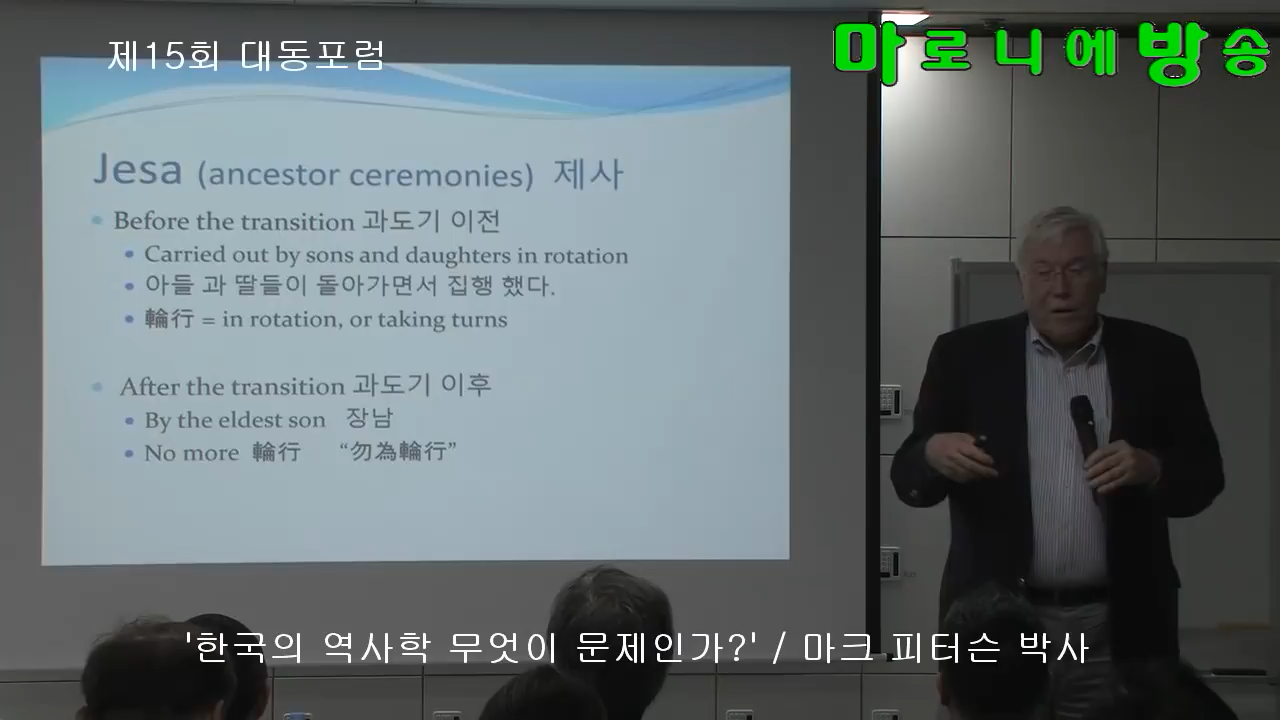 제15회 대동포럼
마로니에방송
Jesa (ancestor ceremonies) 제사
Before the transition 과도기 이전
Carried out by sons and daughters in rotation
아들 과 딸들이 돌아가면서 집행 했다.
輪行 = in rotation, or taking turns
After the transition 과도기 이후
By the eldest son 장남
No more 輪行 “勿為輪行”
'한국의 역사학 무엇이 문제인가?' / 마크 피터슨 박사